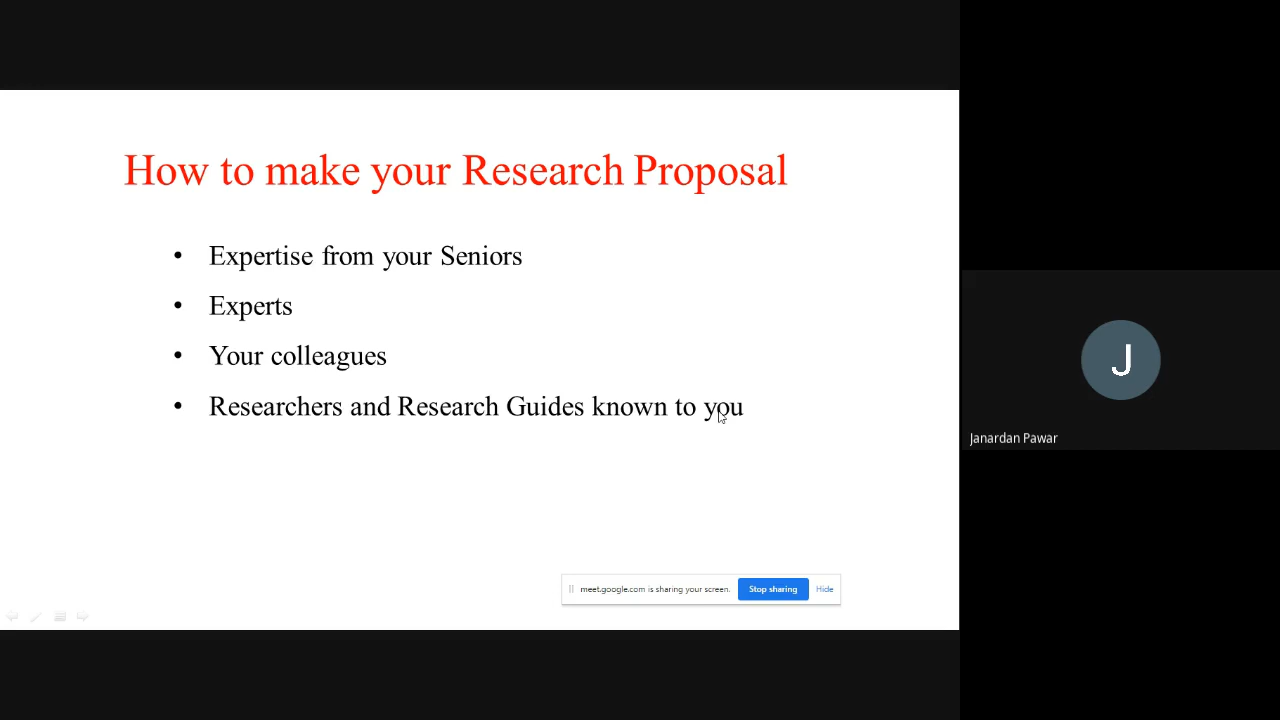 How to make your Research Proposal
• Expertise from your Seniors
• Experts
• Your colleagues
• Researchers and Research Guides known to you
meet.google.com is sharing your screen. Stop sharing Hide
J
Janardan Pawar